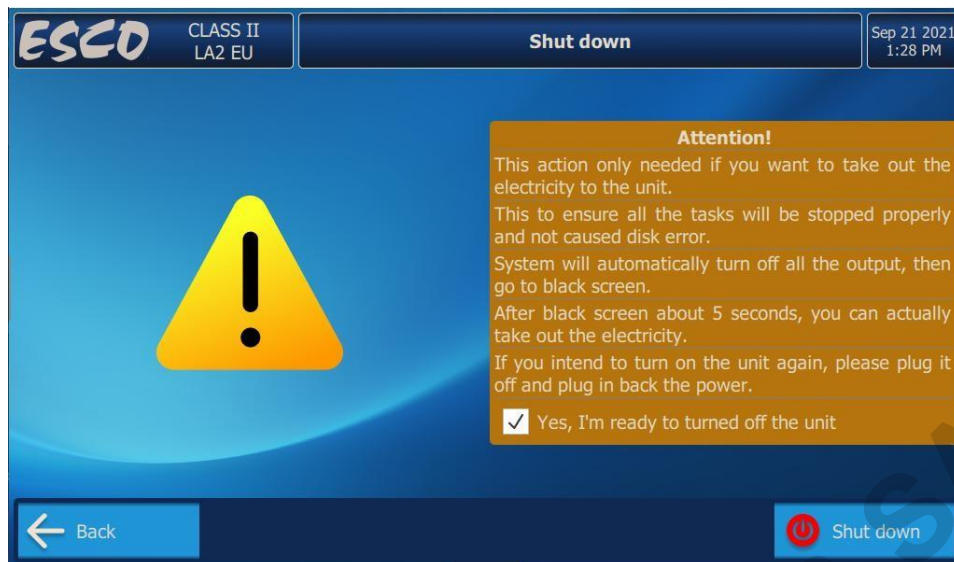 ESCO
CLASS II
LA2 EU
Shut down
Sep 21 2021
1:28 PM
Attention!
This action only needed if you want to take out the
electricity to the unit.
This to ensure all the tasks will be stopped properly
and not caused disk error.
System will automatically turn off all the output, then
go to black screen.
After black screen about 5 seconds, you can actually
take out the electricity.
If you intend to turn on the unit again, please plug it
off and plug in back the power.
Yes, I'm ready to turned off the unit
Back
Shut down